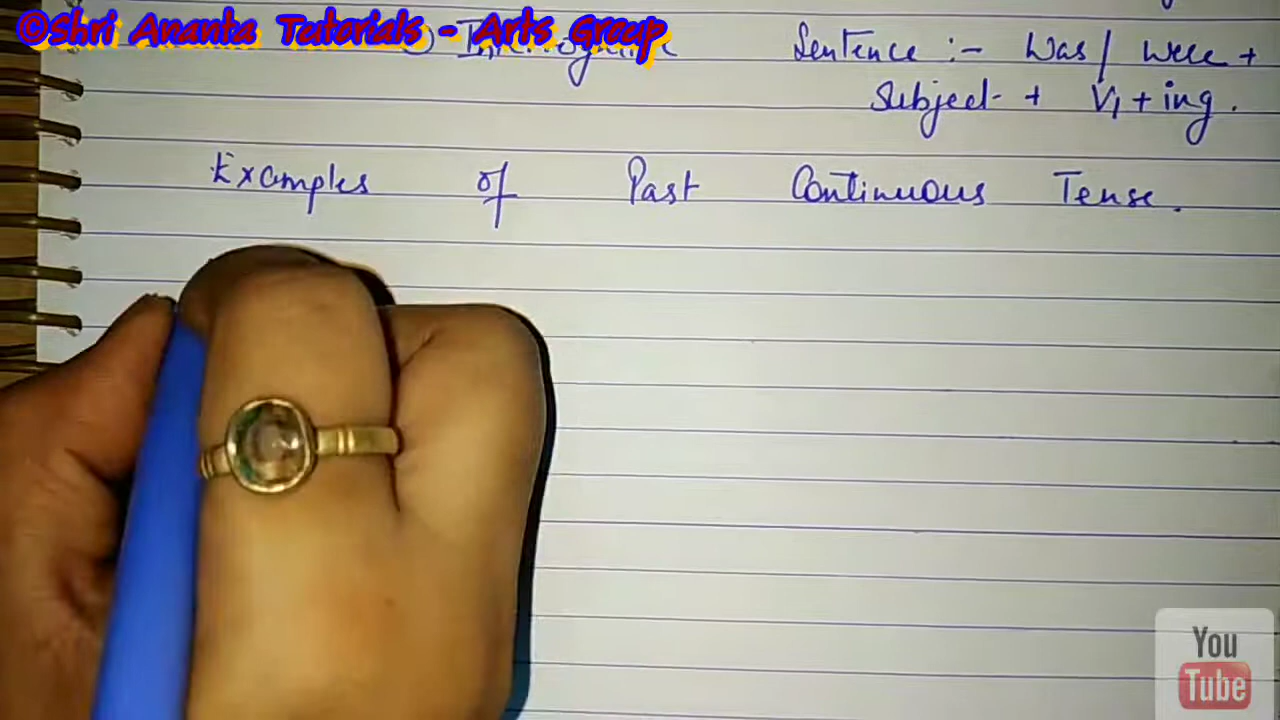 ©Shri Ananta Tutorials - Arts Group
Sentence :- Was / were +
Subject + V1 + ing.
Examples of Past Continuous Tense.
You
Tube